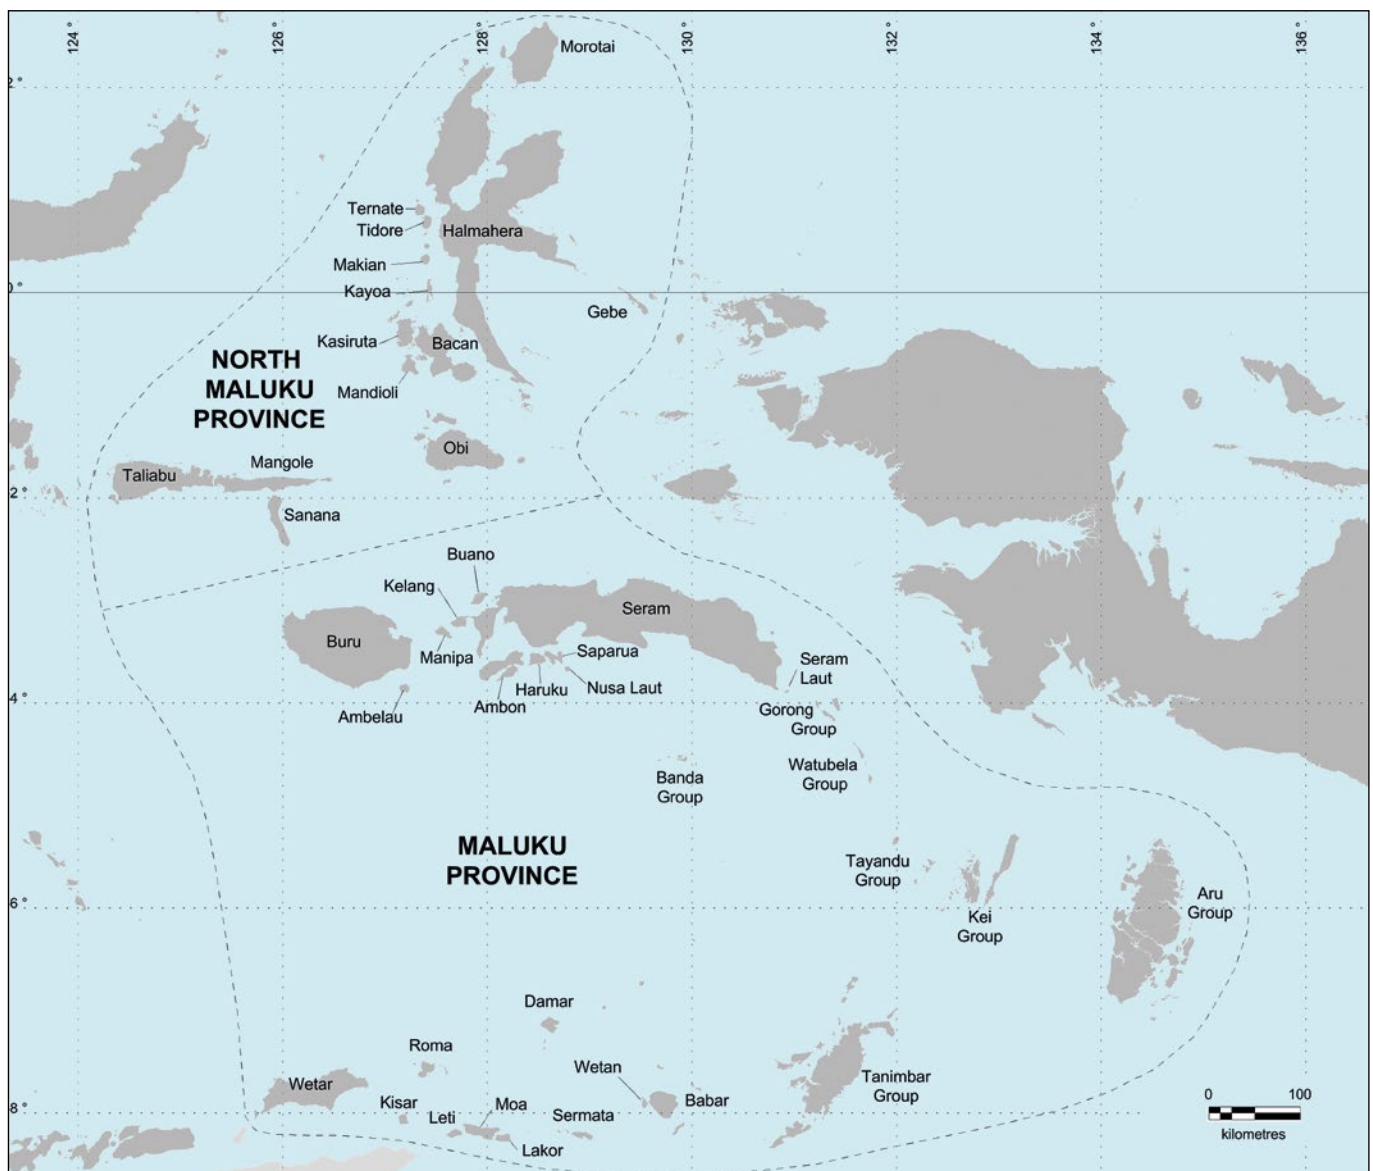 124 °
126 °
128 °
130 °
132 °
134 °
136 °
Morotai
2°
Ternate
Tidore
Halmahera
Makian
Kayoa
0°
Gebe
Kasiruta
Bacan
NORTH
MALUKU
PROVINCE
Mandioli
Obi
Mangole
Taliabu
2°
Sanana
Buano
Kelang
Seram
Buru
Manipa
Saparua
Seram
Laut
Haruku
Nusa Laut
Ambon
Ambelau
4°
Gorong
Group
Watubela
Group
Banda
Group
MALUKU
PROVINCE
Tayandu
Group
Aru
Group
6°
Kei
Group
Damar
Roma
Wetan
Wetar
Tanimbar
Group
Babar
Kisar
Moa
Leti
Sermata
8°
Lakor
0
100
kilometres